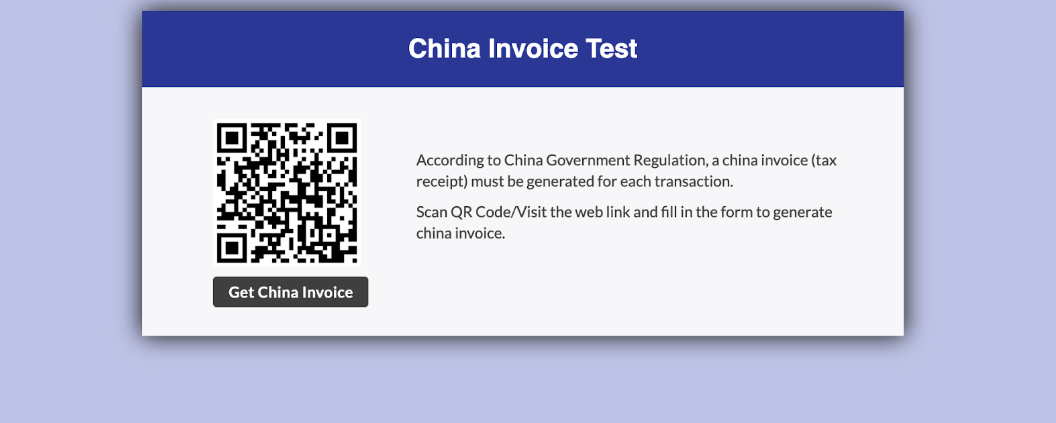 China Invoice Test
According to China Government Regulation, a china invoice (tax
receipt) must be generated for each transaction.
Scan QR Code/Visit the web link and fill in the form to generate
china invoice.
Get China Invoice